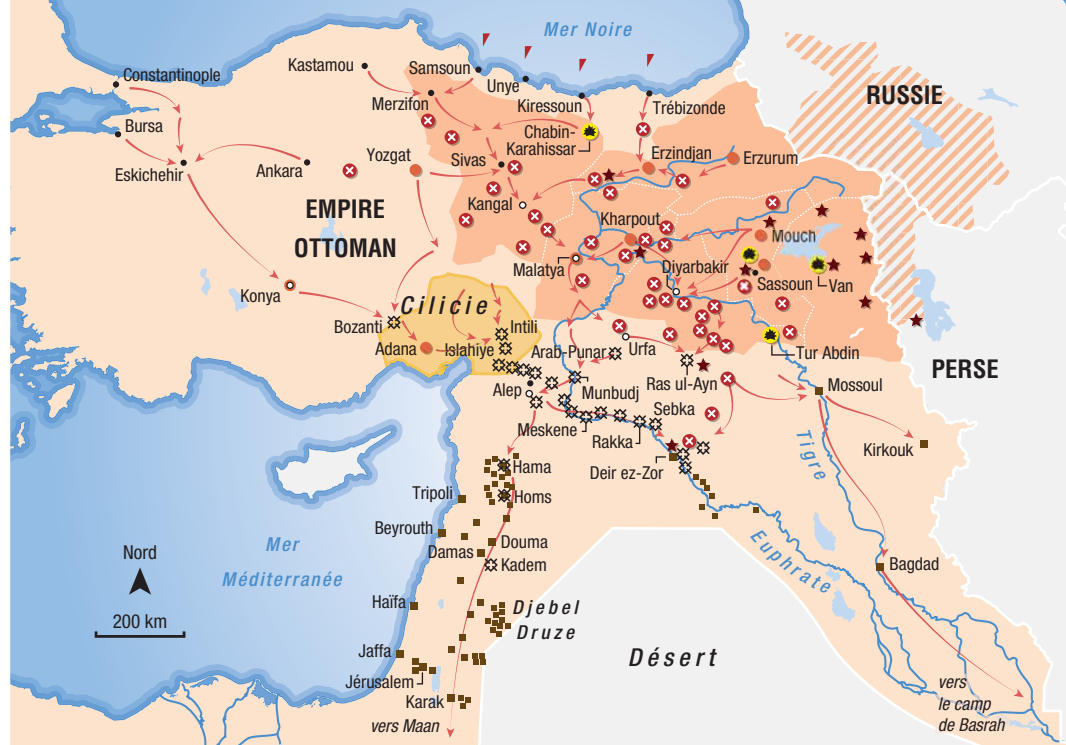 Mer Noire
Constantinople
Kastamou
Samsoun
Unye
RUSSIE
Merzifon
Kiressoun
Trébizonde
Bursa
Chabin-
Karahissar
Eskichehir
Ankara
Yozgat
Sivas
Erzindjan
Erzurum
EMPIRE
OTTOMAN
Kangal
Kharpout
Mouch
Malatya
Diyarbakir
Sassoun
Van
Konya
Cilicie
Bozanti
Intili
Adana
Islahiye
Arab-Punar
Urfa
Tur Abdin
PERSE
Alep
Munbudj
Ras ul-Ayn
Mossoul
Meskene
Sebka
Rakka
Kirkouk
Tigre
Hama
Deir ez-Zor
Tripoli
Homs
Beyrouth
Douma
Damas
Kadem
Nord
Mer
Méditerranée
Euphrate
Bagdad
Haïfa
Djebel
Druze
200 km
Jaffa
Désert
Jérusalem
Karak
vers Maan
vers
le camp
de Basrah